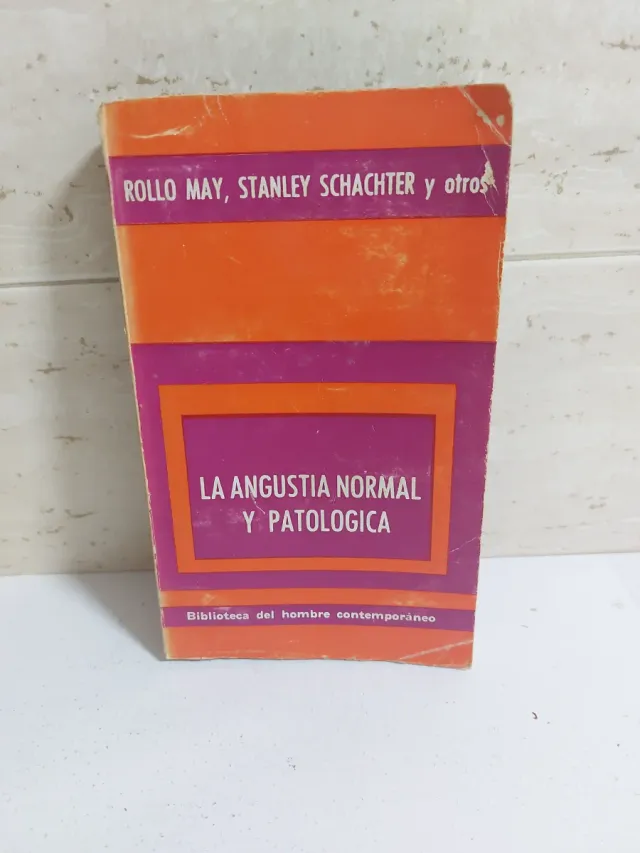 ROLLO MAY, STANLEY SCHACHTER y otros
LA ANGUSTIA NORMAL
Y PATOLOGICA
Biblioteca del hombre contemporáneo